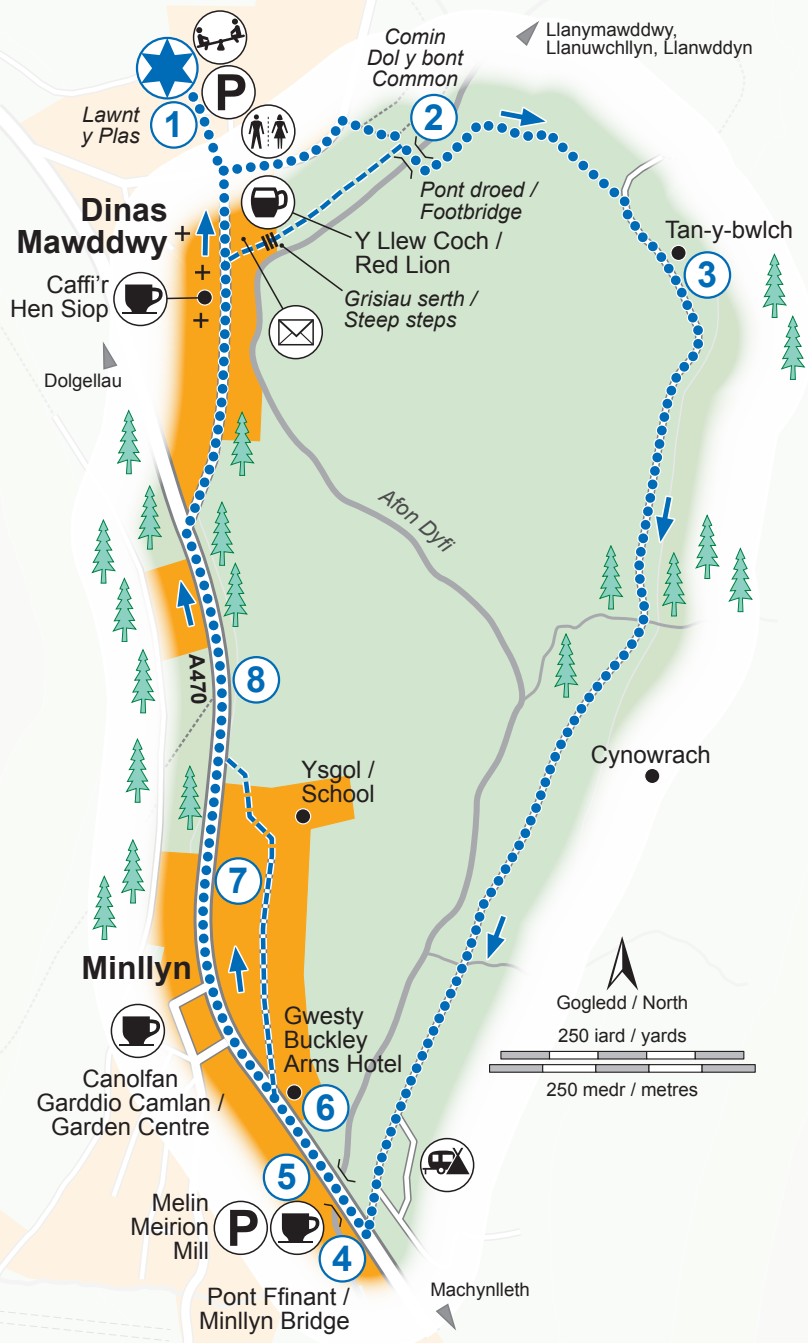 Llanymawddwy,
Llanuwchllyn, Llanwddyn
Comin
Dol y bont
Common
P
Lawnt
y Plas
1
2
Pont droed /
Footbridge
Dinas
Mawddwy
Y Llew Coch /
Red Lion
Tan-y-bwlch
3
Caffi'r
Hen Siop
Grisiau serth /
Steep steps
Dolgellau
Afon Dyfi
A470
8
Cynowrach
Ysgol /
School
7
Minllyn
Gogledd / North
250 iard / yards
250 medr / metres
Gwesty
Buckley
Arms Hotel
6
Canolfan
Garddio Camlan /
Garden Centre
5
Melin
Meirion
Mill
P
4
Pont Ffinant /
Minllyn Bridge
Machynlleth